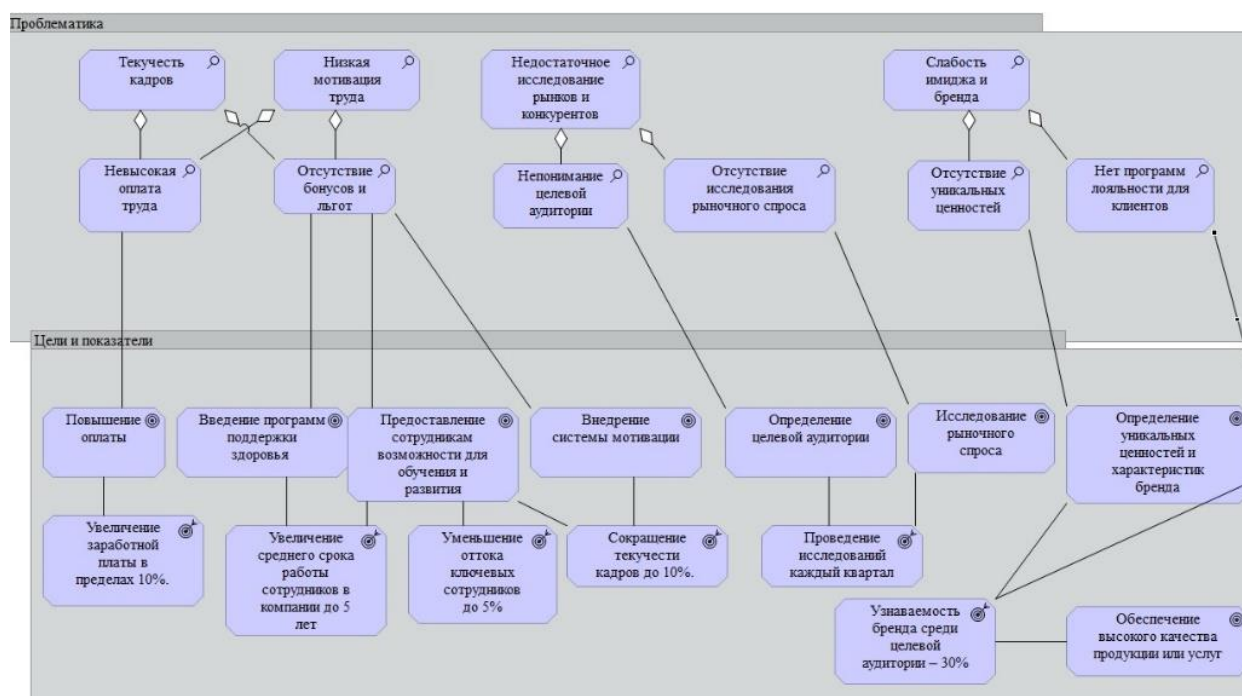 Проблематика
Текучесть
кадров
Низкая
мотивация
труда
Недостаточное
исследование
рынков и
конкурентов
Слабость
имиджа и
бренда
Невысокая
оплата
труда
Отсутствие
бонусов и
льгот
Непонимание
целевой
аудитории
Отсутствие
исследования
рыночного спроса
Отсутствие
уникальных
ценностей
Нет программ
лояльности для
клиентов
Цели и показатели
Повышение
оплаты
Введение программ
поддержки
здоровья
Предоставление
сотрудникам
возможности для
обучения и
развития
Внедрение
системы мотивации
Определение
целевой аудитории
Исследование
рыночного
спроса
Определение
уникальных
ценностей и
характеристик
бренда
Увеличение
заработной
платы в
пределах 10%.
Увеличение
среднего срока
работы
сотрудников в
компании до 5
лет
Уменьшение
оттока
ключевых
сотрудников
до 5%
Сокращение
текучести
кадров до 10%.
Проведение
исследований
каждый квартал
Узнаваемость
бренда среди
целевой
аудитории – 30%
Обеспечение
высокого качества
продукции или услуг